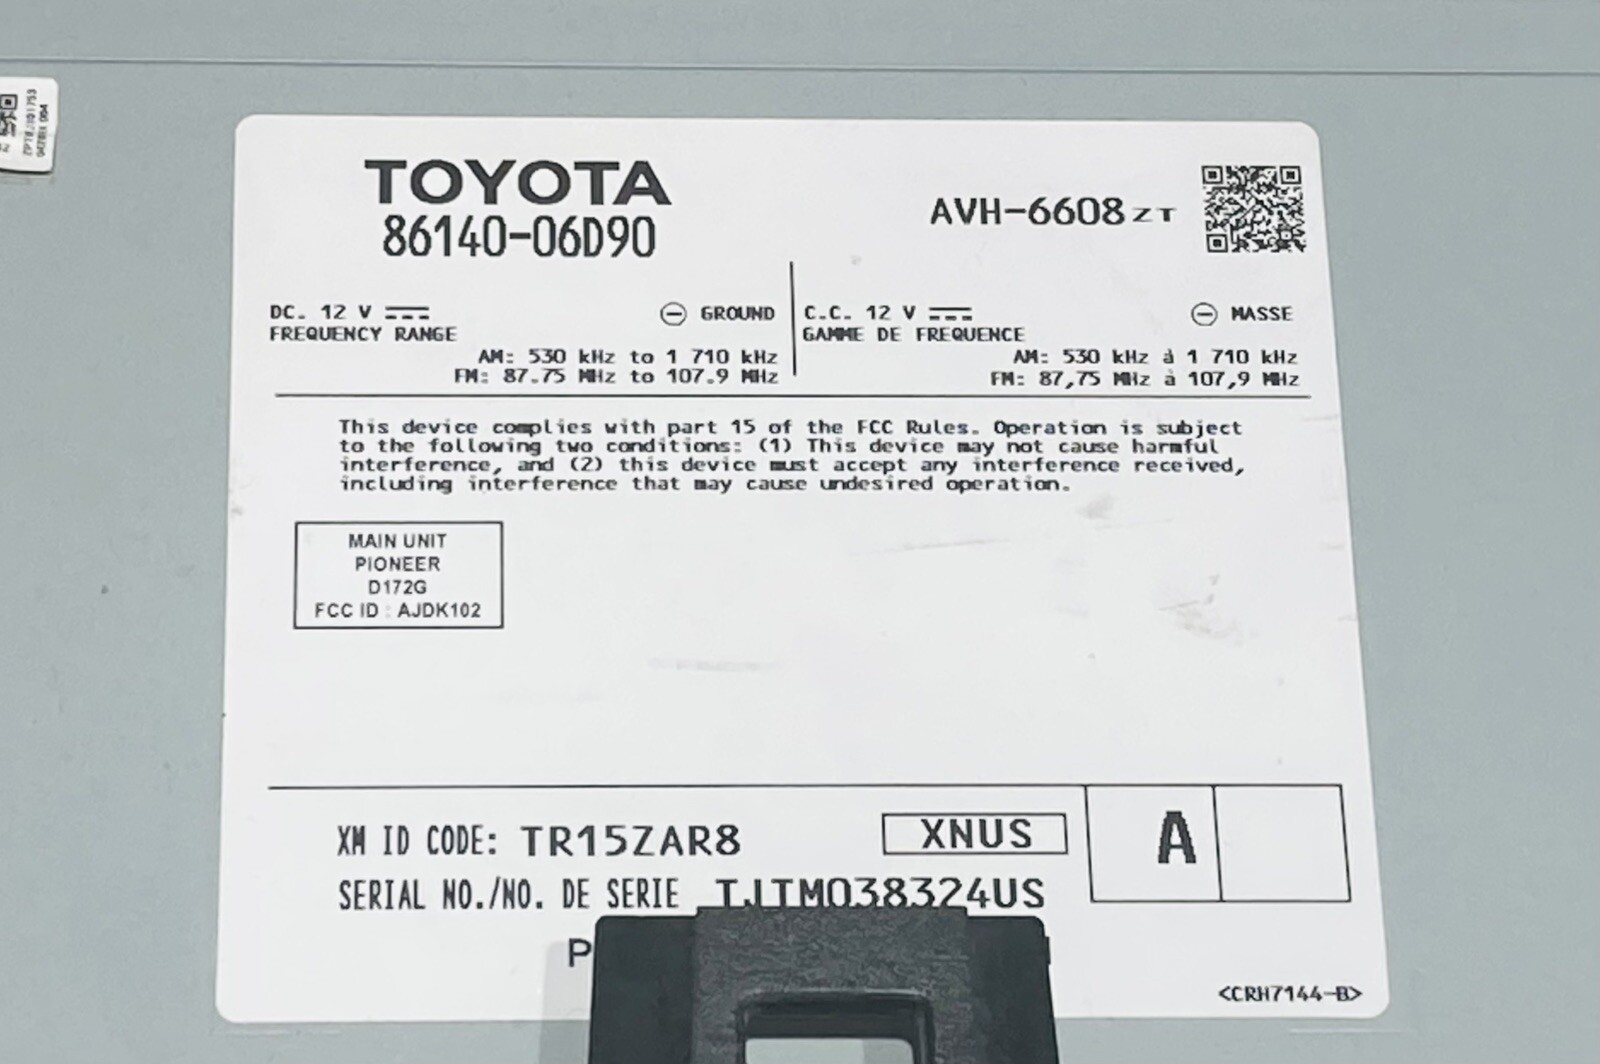 TOYOTA
86140-06D90
AVH-6608 ZT
DC. 12 V
GROUND
FREQUENCY RANGE
AM: 530 kHz to 1 710 kHz
FM: 87.75 MHz to 107.9 MHz
C.C. 12 V
MASSE
GAMME DE FREQUENCE
AM: 530 kHz à 1 710 kHz
FM: 87,75 MHz à 107,9 MHz
This device complies with part 15 of the FCC Rules. Operation is subject
to the following two conditions: (1) This device may not cause harmful
interference, and (2) this device must accept any interference received,
including interference that may cause undesired operation.
MAIN UNIT
PIONEER
D172G
FCC ID : AJDK102
XM ID CODE: TR15ZAR8
XNUS
A
SERIAL NO./NO. DE SERIE TJTM038324US
<CRH7144-B>